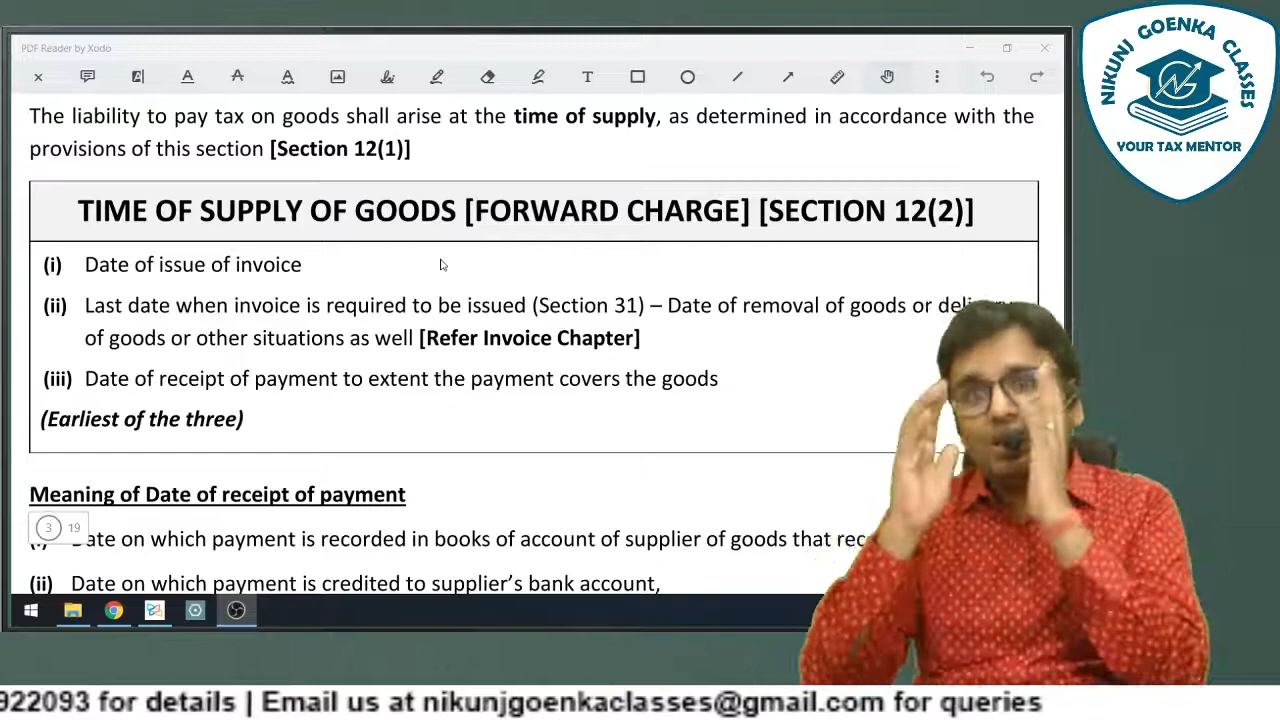 PDF Reader by Xodo
The liability to pay tax on goods shall arise at the time of supply, as determined in accordance with the
provisions of this section [Section 12(1)]
TIME OF SUPPLY OF GOODS [FORWARD CHARGE] [SECTION 12(2)]
(i) Date of issue of invoice
(ii) Last date when invoice is required to be issued (Section 31) – Date of removal of goods or
of goods or other situations as well [Refer Invoice Chapter]
(iii) Date of receipt of payment to extent the payment covers the goods
(Earliest of the three)
Meaning of Date of receipt of payment
3 19
Date on which payment is recorded in books of account of supplier of goods that
(ii) Date on which payment is credited to supplier's bank account,
NIKUNJ GOENKA CLASSES
YOUR TAX MENTOR
922093 for details | Email us at nikunjgoenkaclasses@gmail.com for queries